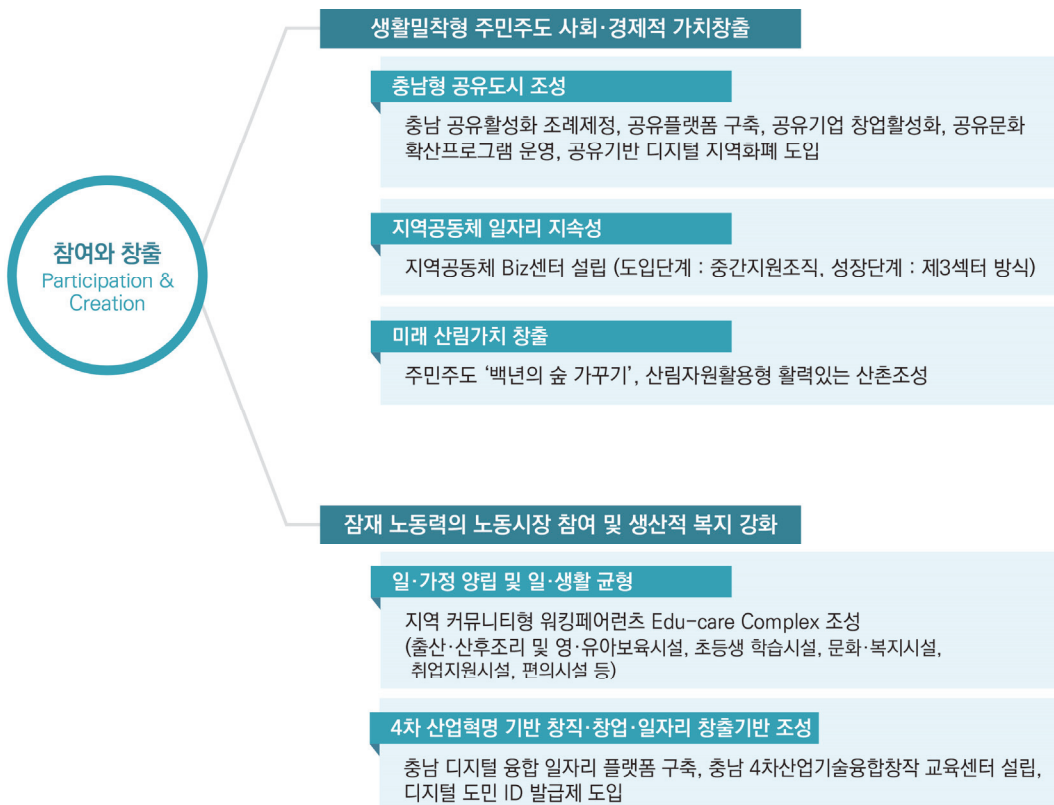 참여와 창출
Participation &
Creation
생활밀착형 주민주도 사회·경제적 가치창출
충남형 공유도시 조성
충남 공유활성화 조례제정, 공유플랫폼 구축, 공유기업 창업활성화, 공유문화
확산프로그램 운영, 공유기반 디지털 지역화폐 도입
지역공동체 일자리 지속성
지역공동체 Biz센터 설립 (도입단계 : 중간지원조직, 성장단계 : 제3섹터 방식)
미래 산림가치 창출
주민주도 ‘백년의 숲 가꾸기’, 산림자원활용형 활력있는 산촌조성
잠재 노동력의 노동시장 참여 및 생산적 복지 강화
일·가정 양립 및 일·생활 균형
지역 커뮤니티형 워킹페어런츠 Edu-care Complex 조성
(출산·산후조리 및 영·유아보육시설, 초등생 학습시설, 문화·복지시설,
취업지원시설, 편의시설 등)
4차 산업혁명 기반 창직·창업·일자리 창출기반 조성
충남 디지털 융합 일자리 플랫폼 구축, 충남 4차산업기술융합창작 교육센터 설립,
디지털 도민 ID 발급제 도입